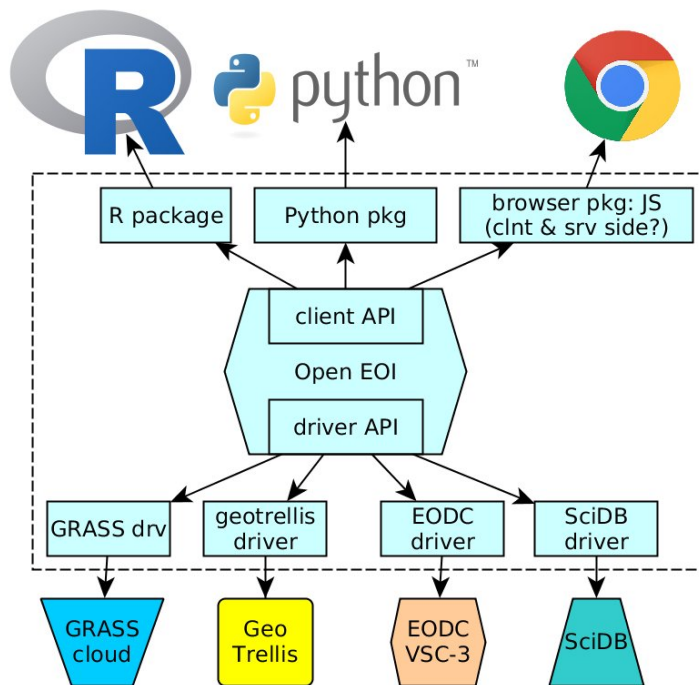 R
python™
R package
Python pkg
browser pkg: JS
(clnt & srv side?)
client API
Open EOI
driver API
GRASS drv
geotrellis
driver
EODC
driver
SciDB
driver
GRASS
cloud
Geo
Trellis
EODC
VSC-3
SciDB